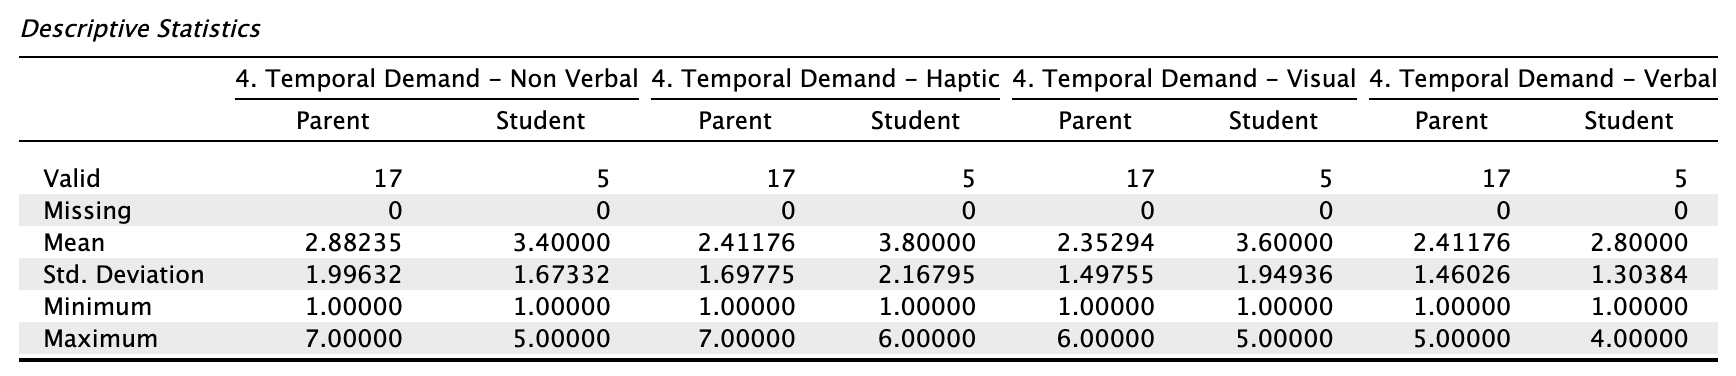 Descriptive Statistics
4. Temporal Demand – Non Verbal 4. Temporal Demand – Haptic 4. Temporal Demand – Visual 4. Temporal Demand – Verbal
Parent Student Parent Student Parent Student Parent Student
Valid 17 5 17 5 17 5 17 5
Missing 0 0 0 0 0 0 0 0
Mean 2.88235 3.40000 2.41176 3.80000 2.35294 3.60000 2.41176 2.80000
Std. Deviation 1.99632 1.67332 1.69775 2.16795 1.49755 1.94936 1.46026 1.30384
Minimum 1.00000 1.00000 1.00000 1.00000 1.00000 1.00000 1.00000 1.00000
Maximum 7.00000 5.00000 7.00000 6.00000 6.00000 5.00000 5.00000 4.00000